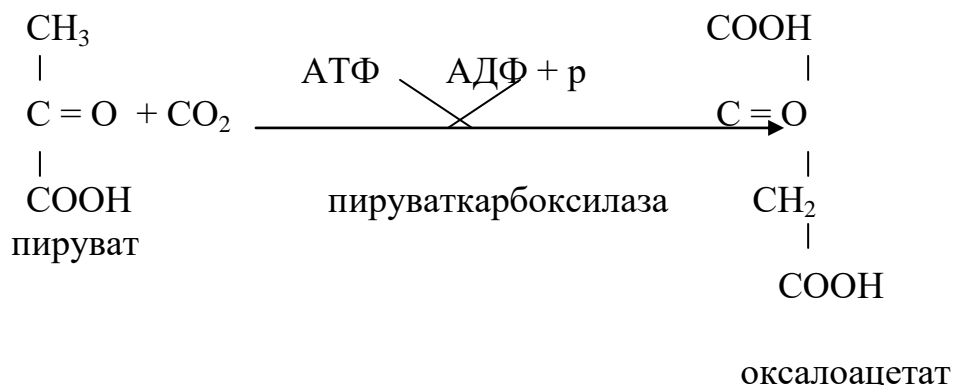 CH₃ COOH
| АТФ АДФ + р |
C = O + CO₂ C = O
| |
COOH пируваткарбоксилаза CH₂
пируват |
COOH
оксалоацетат